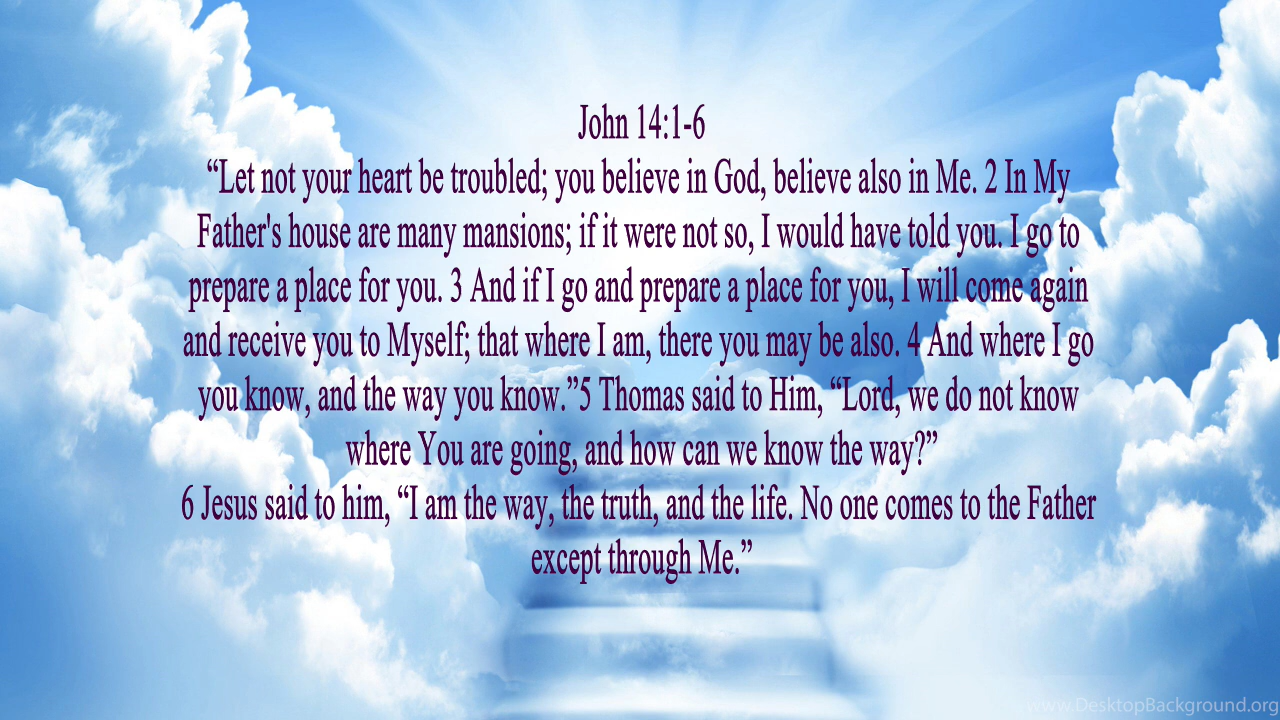 John 14:1-6
“Let not your heart be troubled; you believe in God, believe also in Me. 2 In My
Father's house are many mansions; if it were not so, I would have told you. I go to
prepare a place for you. 3 And if I go and prepare a place for you, I will come again
and receive you to Myself; that where I am, there you may be also. 4 And where I go
you know, and the way you know.”5 Thomas said to Him, “Lord, we do not know
where You are going, and how can we know the way?”
6 Jesus said to him, “I am the way, the truth, and the life. No one comes to the Father
except through Me.”
www.DesktopBackground.org